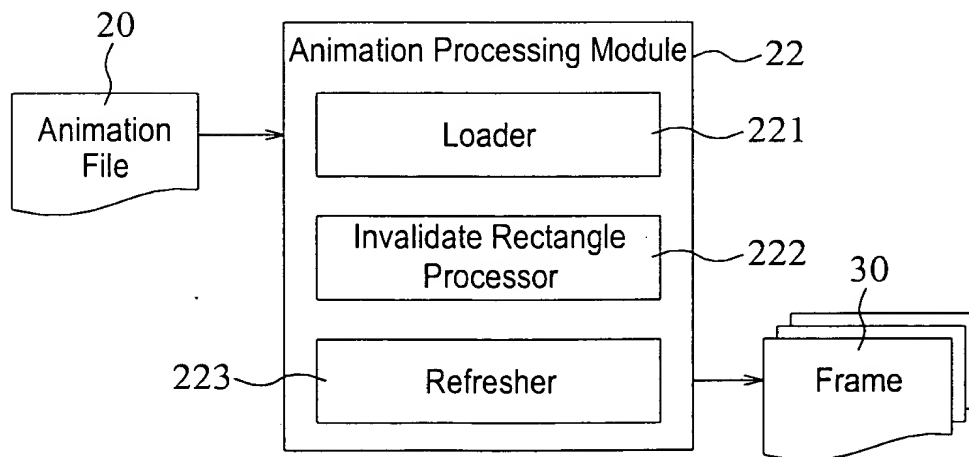 20
Animation Processing Module
22
Animation
File
Loader
221
Invalidate Rectangle
Processor
222
30
223
Refresher
Frame